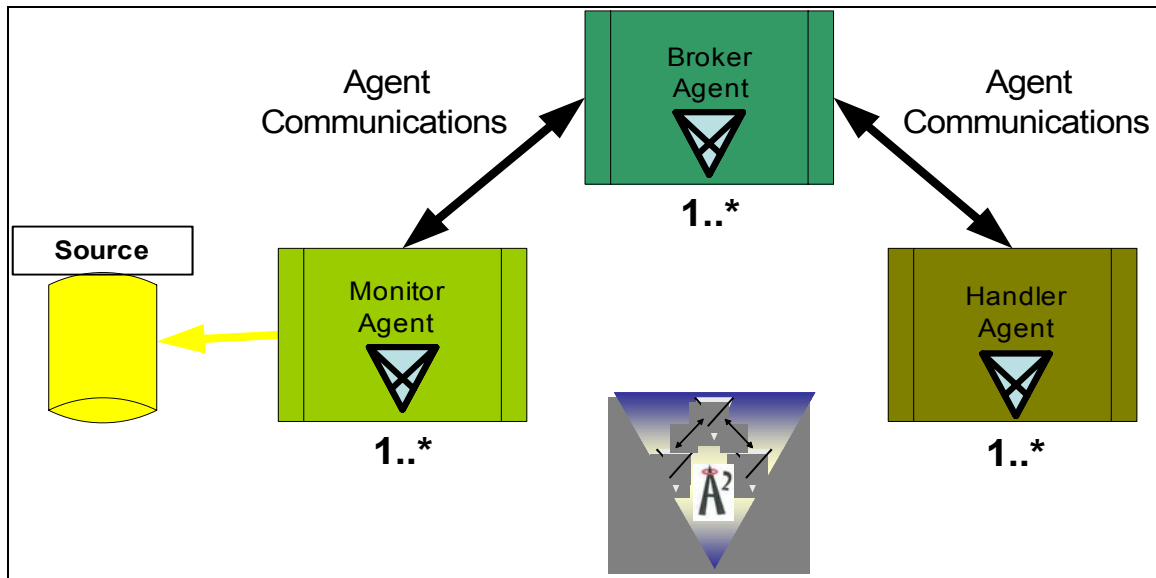 Broker
Agent
Agent
Communications
Agent
Communications
1..*
Source
Monitor
Agent
Handler
Agent
1..*
1..*
A2